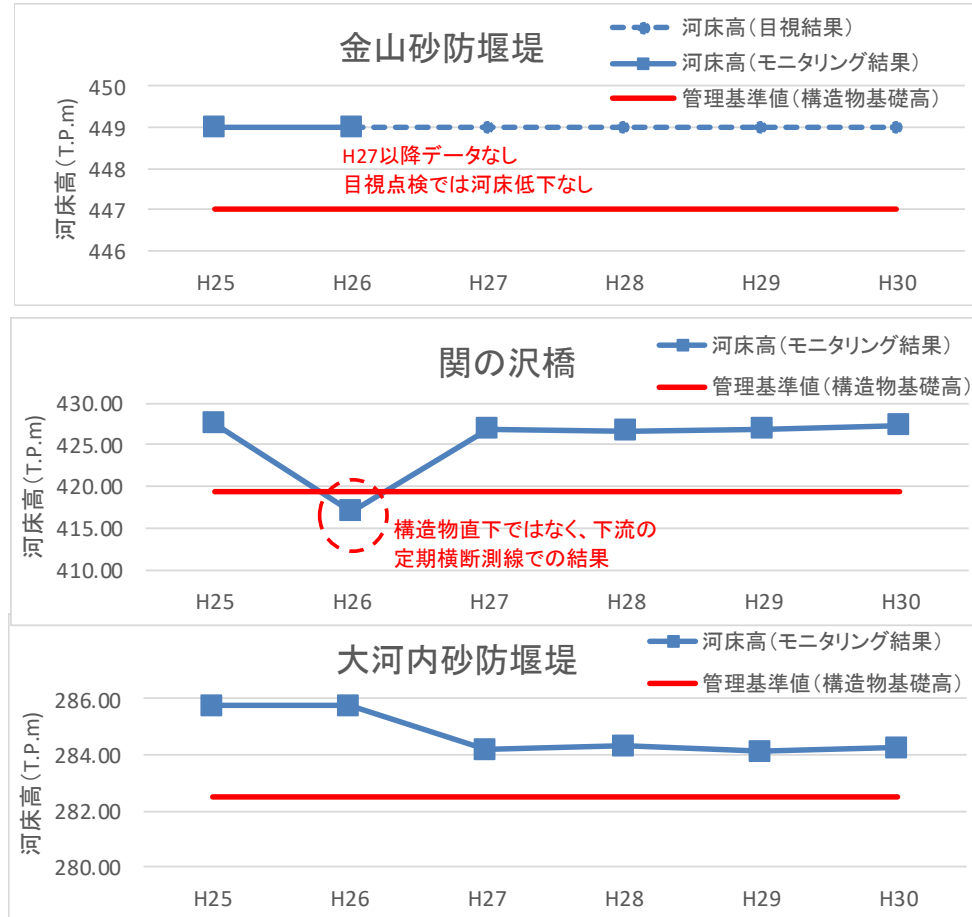 金山砂防堰堤
河床高(目視結果)
河床高(モニタリング結果)
管理基準値(構造物基礎高)
河床高(T.P.m)
450
449
448
447
446
H27以降データなし
目視点検では河床低下なし
H25 H26 H27 H28 H29 H30
関の沢橋
河床高(モニタリング結果)
管理基準値(構造物基礎高)
河床高(T.P.m)
430.00
425.00
420.00
415.00
410.00
構造物直下ではなく、下流の
定期横断測線での結果
H25 H26 H27 H28 H29 H30
大河内砂防堰堤
河床高(モニタリング結果)
管理基準値(構造物基礎高)
河床高(T.P.m)
286.00
284.00
282.00
280.00
H25 H26 H27 H28 H29 H30